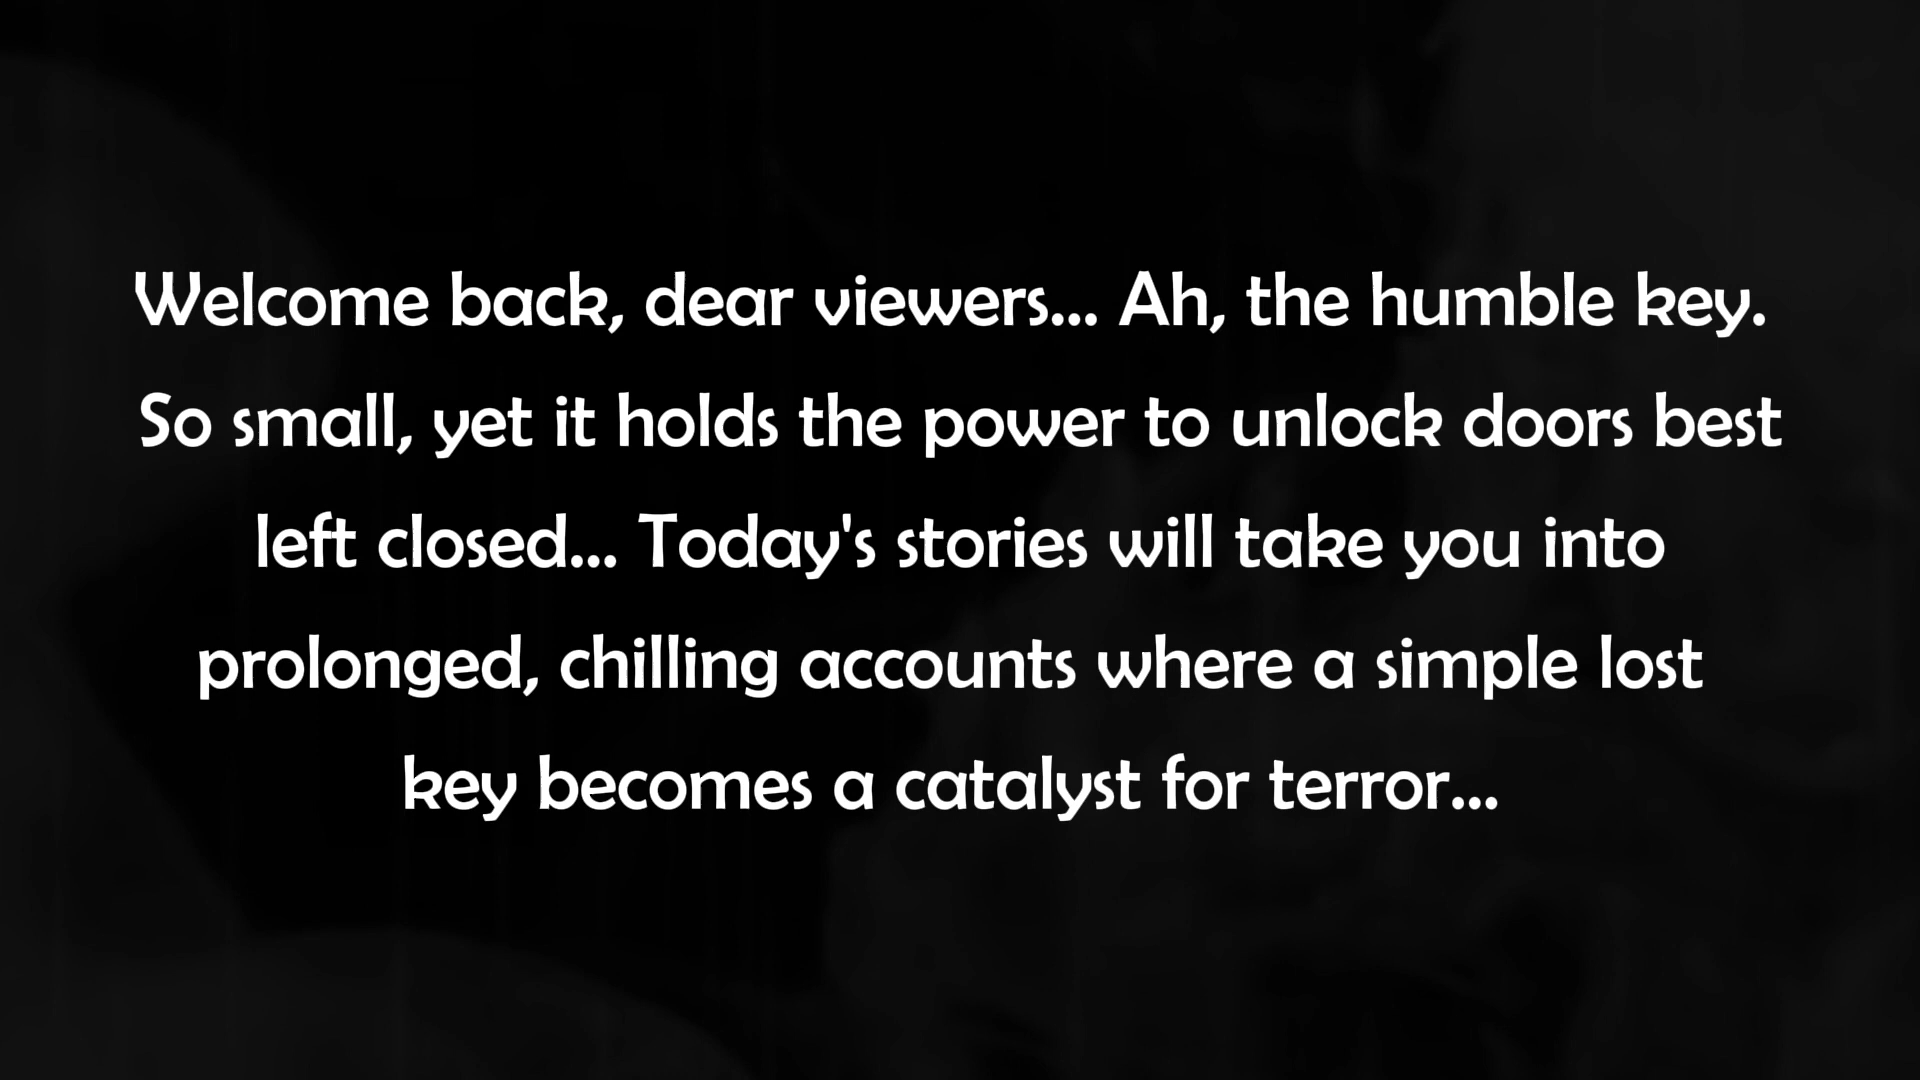 Welcome back, dear viewers... Ah, the humble key.
So small, yet it holds the power to unlock doors best
left closed... Today's stories will take you into
prolonged, chilling accounts where a simple lost
key becomes a catalyst for terror...